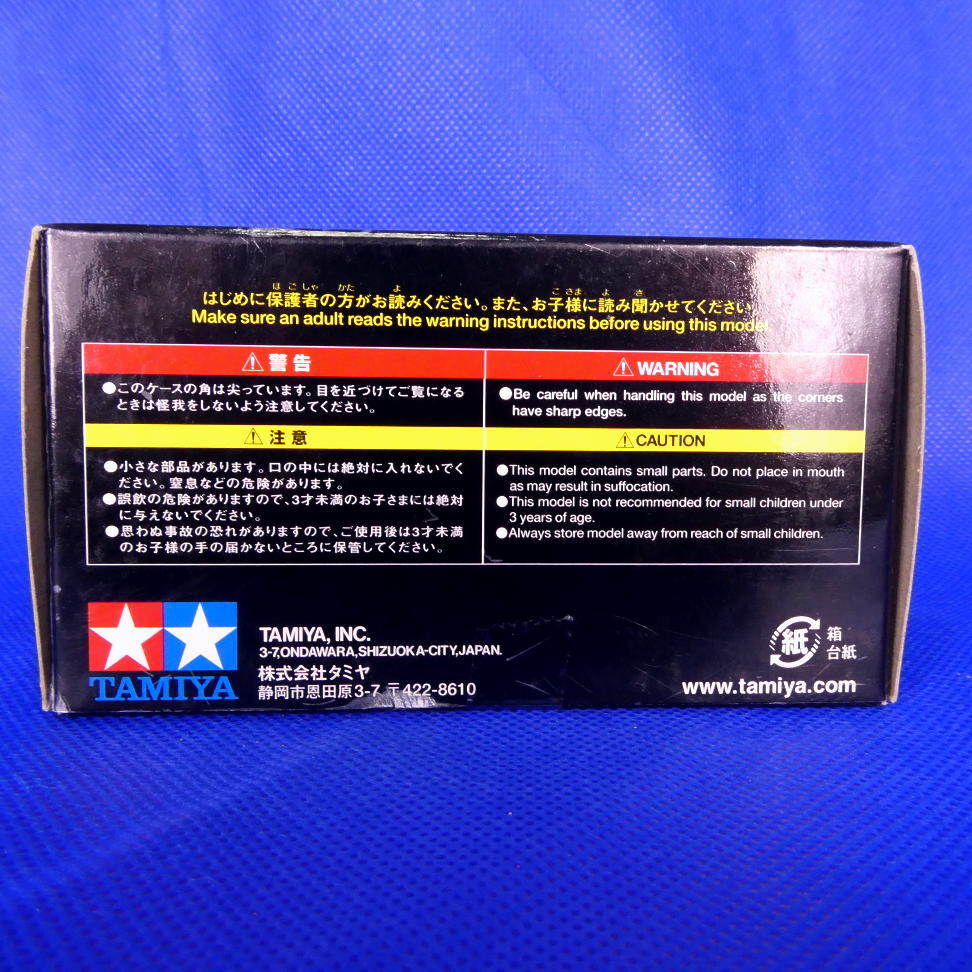 ほごしゃ かた よ こさま よ き
はじめに保護者の方がお読みください。また、お子様に読み聞かせてください
Make sure an adult reads the warning instructions before using this model.
⚠警告
●このケースの角は尖っています。目を近づけてご覧になる
ときは怪我をしないよう注意してください。
⚠注意
●小さな部品があります。口の中には絶対に入れないでく
ださい。窒息などの危険があります。
●誤飲の危険がありますので、3才未満のお子さまには絶対
に与えないでください。
●思わぬ事故の恐れがありますので、ご使用後は3才未満
のお子様の手の届かないところに保管してください。
⚠WARNING
●Be careful when handling this model as the corners
have sharp edges.
⚠CAUTION
●This model contains small parts. Do not place in mouth
as may result in suffocation.
●This model is not recommended for small children under
3 years of age.
●Always store model away from reach of small children.
TAMIYA
TAMIYA, INC.
3-7,ONDAWARA,SHIZUOKA-CITY,JAPAN.
株式会社タミヤ
静岡市恩田原3-7 〒422-8610
紙
箱
台紙
www.tamiya.com